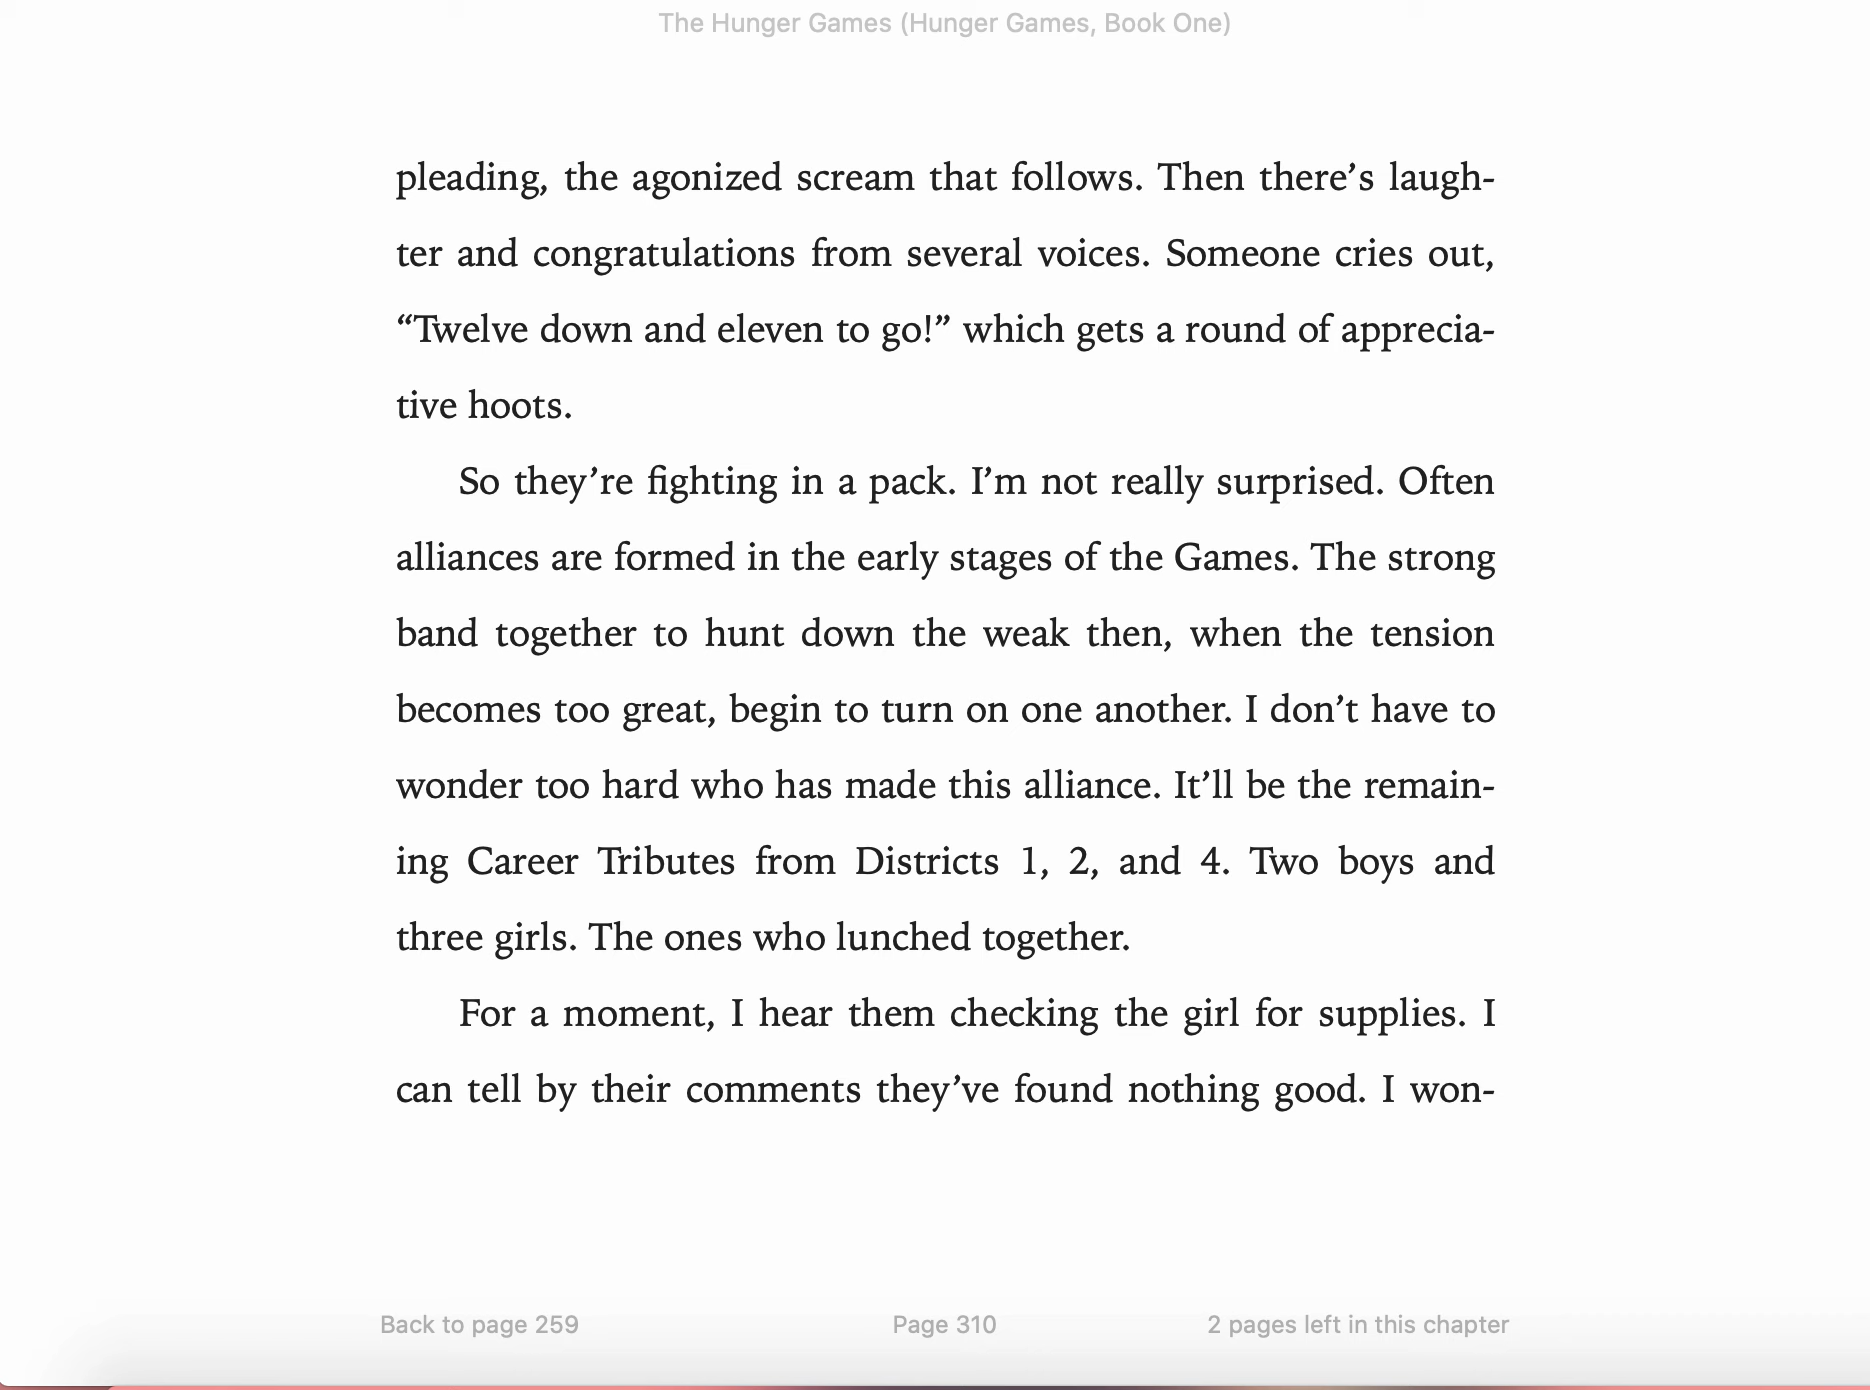 The Hunger Games (Hunger Games, Book One)
pleading, the agonized scream that follows. Then there’s laugh-
ter and congratulations from several voices. Someone cries out,
“Twelve down and eleven to go!” which gets a round of apprecia-
tive hoots.
So they’re fighting in a pack. I’m not really surprised. Often
alliances are formed in the early stages of the Games. The strong
band together to hunt down the weak then, when the tension
becomes too great, begin to turn on one another. I don’t have to
wonder too hard who has made this alliance. It’ll be the remain-
ing Career Tributes from Districts 1, 2, and 4. Two boys and
three girls. The ones who lunched together.
For a moment, I hear them checking the girl for supplies. I
can tell by their comments they’ve found nothing good. I won-
Back to page 259 Page 310 2 pages left in this chapter